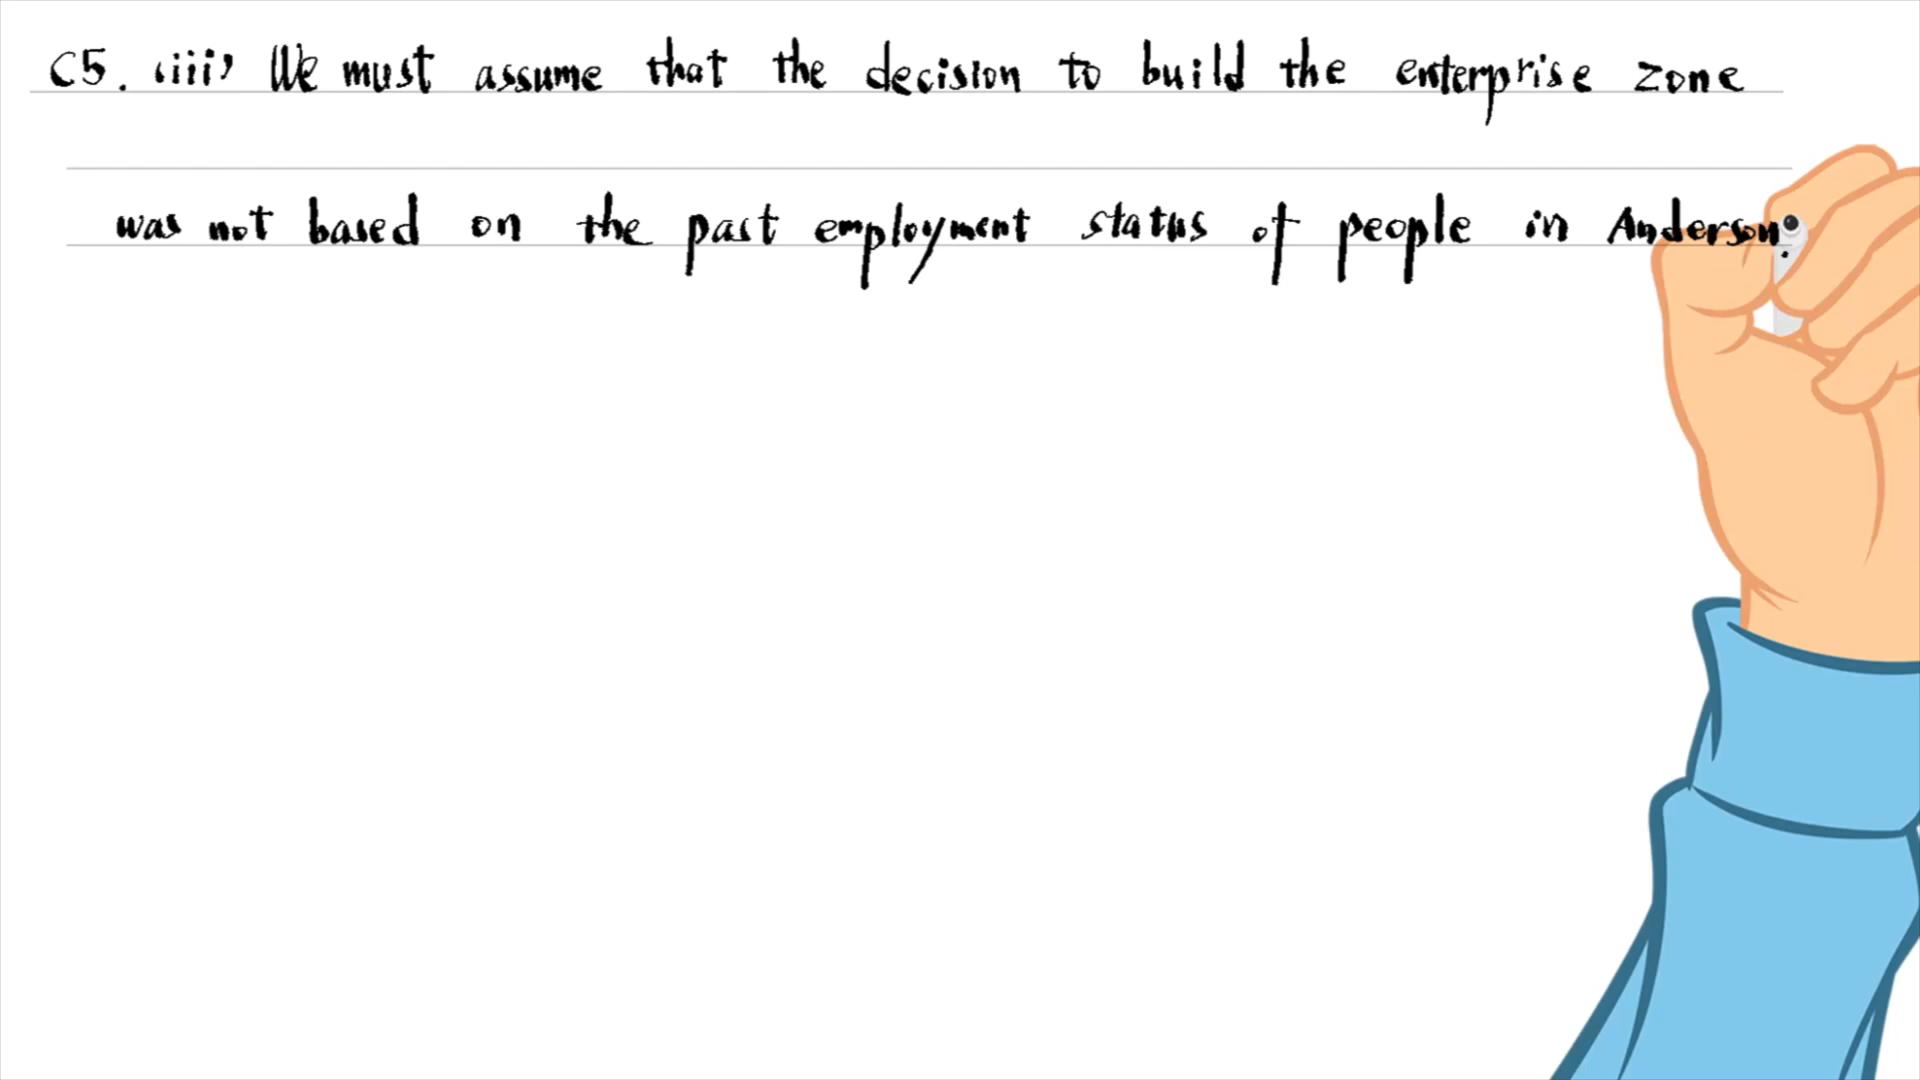 C5. (iii) We must assume that the decision to build the enterprise zone
was not based on the past employment status of people in Anderson